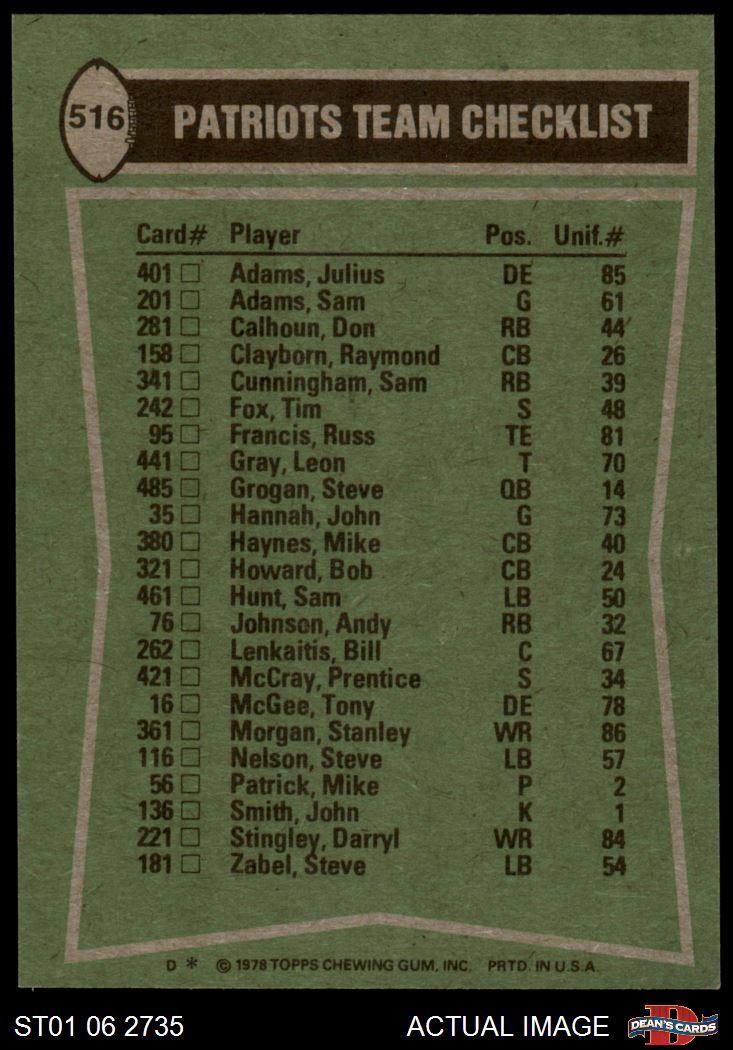 516
PATRIOTS TEAM CHECKLIST
Card# Player Pos. Unif.#
401 Adams, Julius DE 85
201 Adams, Sam G 61
281 Calhoun, Don RB 44
158 Clayborn, Raymond CB 26
341 Cunningham, Sam RB 39
242 Fox, Tim S 48
95 Francis, Russ TE 81
441 Gray, Leon T 70
485 Grogan, Steve QB 14
35 Hannah, John G 73
380 Haynes, Mike CB 40
321 Howard, Bob CB 24
461 Hunt, Sam LB 50
76 Johnson, Andy RB 32
262 Lenkaitis, Bill C 67
421 McCray, Prentice S 34
16 McGee, Tony DE 78
361 Morgan, Stanley WR 86
116 Nelson, Steve LB 57
56 Patrick, Mike P 2
136 Smith, John K 1
221 Stingley, Darryl WR 84
181 Zabel, Steve LB 54
D * © 1978 TOPPS CHEWING GUM, INC. PRTD. IN U.S.A.
ST01 06 2735 ACTUAL IMAGE
DEAN'S CARDS